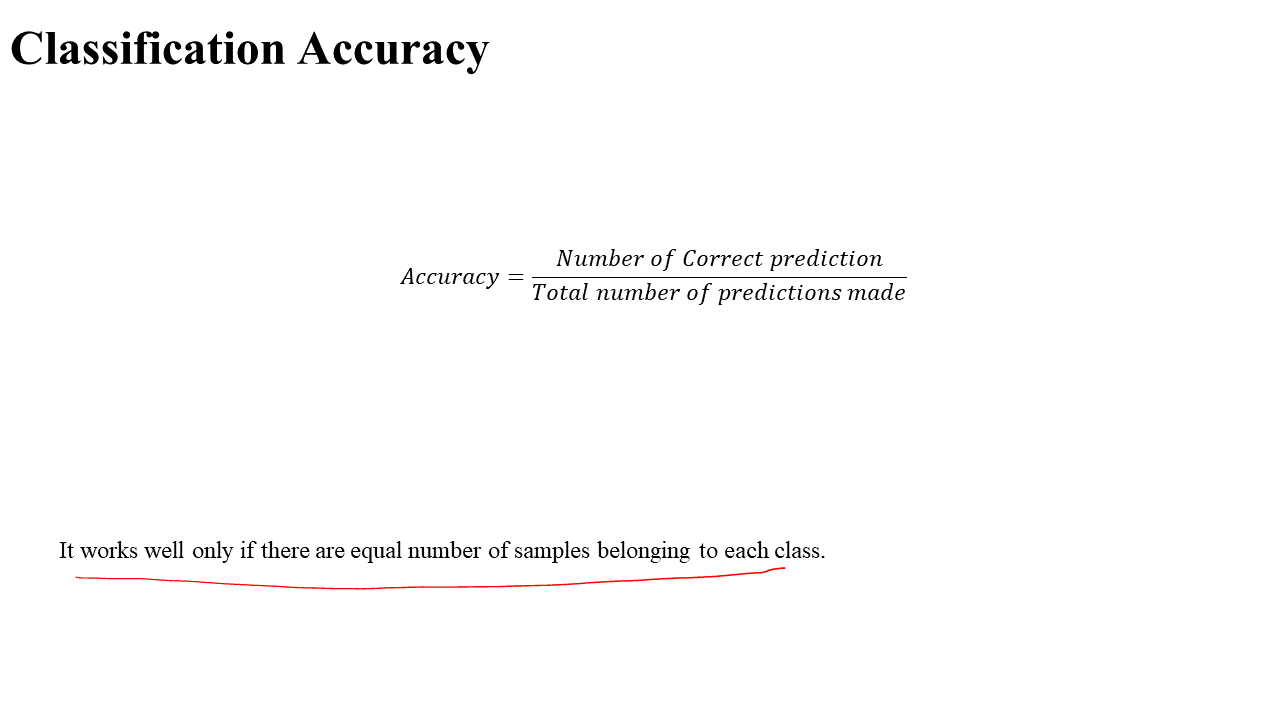 Classification Accuracy
Accuracy = Number of Correct prediction / Total number of predictions made
It works well only if there are equal number of samples belonging to each class.